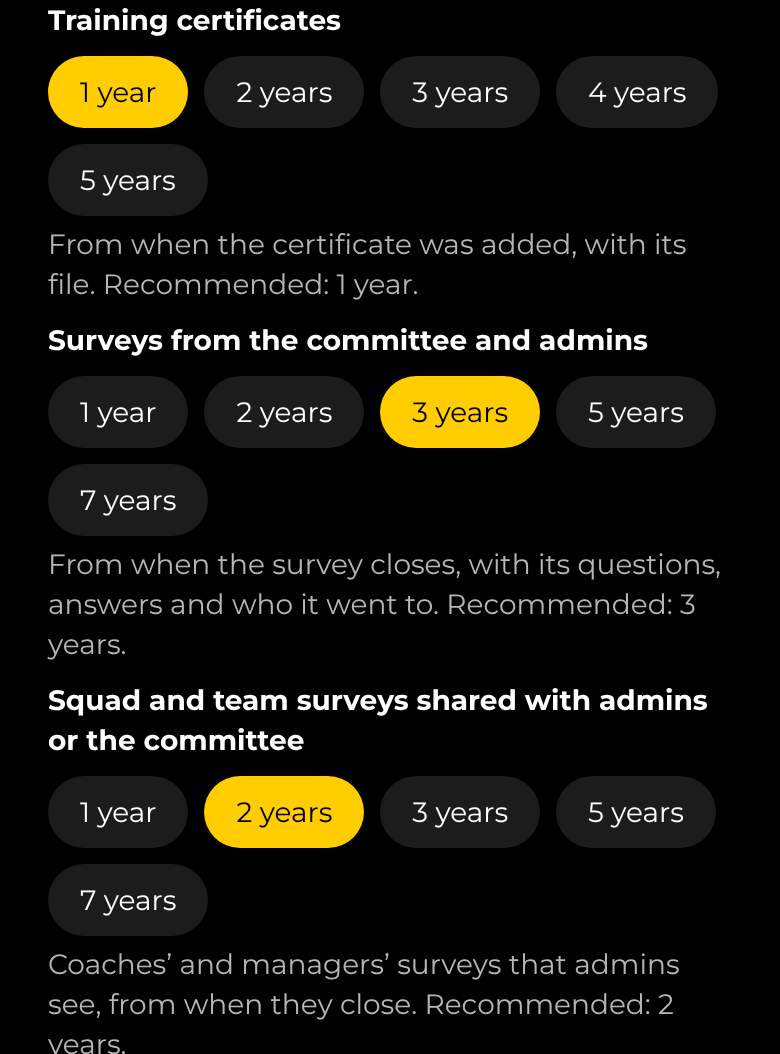 Training certificates
1 year
2 years
3 years
4 years
5 years
From when the certificate was added, with its
file. Recommended: 1 year.
Surveys from the committee and admins
1 year
2 years
3 years
5 years
7 years
From when the survey closes, with its questions,
answers and who it went to. Recommended: 3
years.
Squad and team surveys shared with admins
or the committee
1 year
2 years
3 years
5 years
7 years
Coaches’ and managers’ surveys that admins
see, from when they close. Recommended: 2
years.